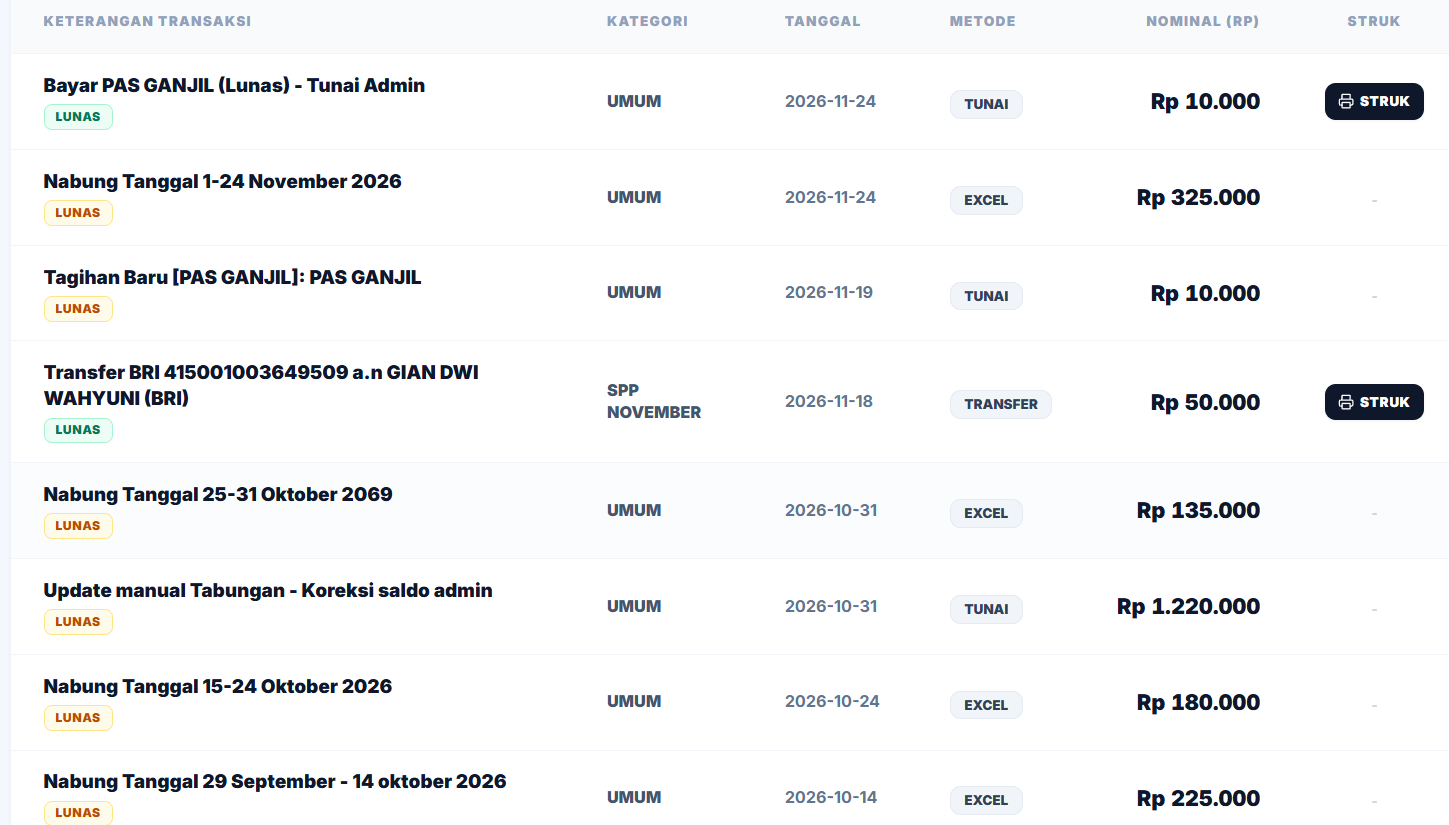 KETERANGAN TRANSAKSI KATEGORI TANGGAL METODE NOMINAL (RP) STRUK
Bayar PAS GANJIL (Lunas) - Tunai Admin
LUNAS
UMUM 2026-11-24 TUNAI Rp 10.000 STRUK
Nabung Tanggal 1-24 November 2026
LUNAS
UMUM 2026-11-24 EXCEL Rp 325.000 -
Tagihan Baru [PAS GANJIL]: PAS GANJIL
LUNAS
UMUM 2026-11-19 TUNAI Rp 10.000 -
Transfer BRI 415001003649509 a.n GIAN DWI
WAHYUNI (BRI)
LUNAS
SPP
NOVEMBER
2026-11-18 TRANSFER Rp 50.000 STRUK
Nabung Tanggal 25-31 Oktober 2069
LUNAS
UMUM 2026-10-31 EXCEL Rp 135.000 -
Update manual Tabungan - Koreksi saldo admin
LUNAS
UMUM 2026-10-31 TUNAI Rp 1.220.000 -
Nabung Tanggal 15-24 Oktober 2026
LUNAS
UMUM 2026-10-24 EXCEL Rp 180.000 -
Nabung Tanggal 29 September - 14 oktober 2026
LUNAS
UMUM 2026-10-14 EXCEL Rp 225.000 -